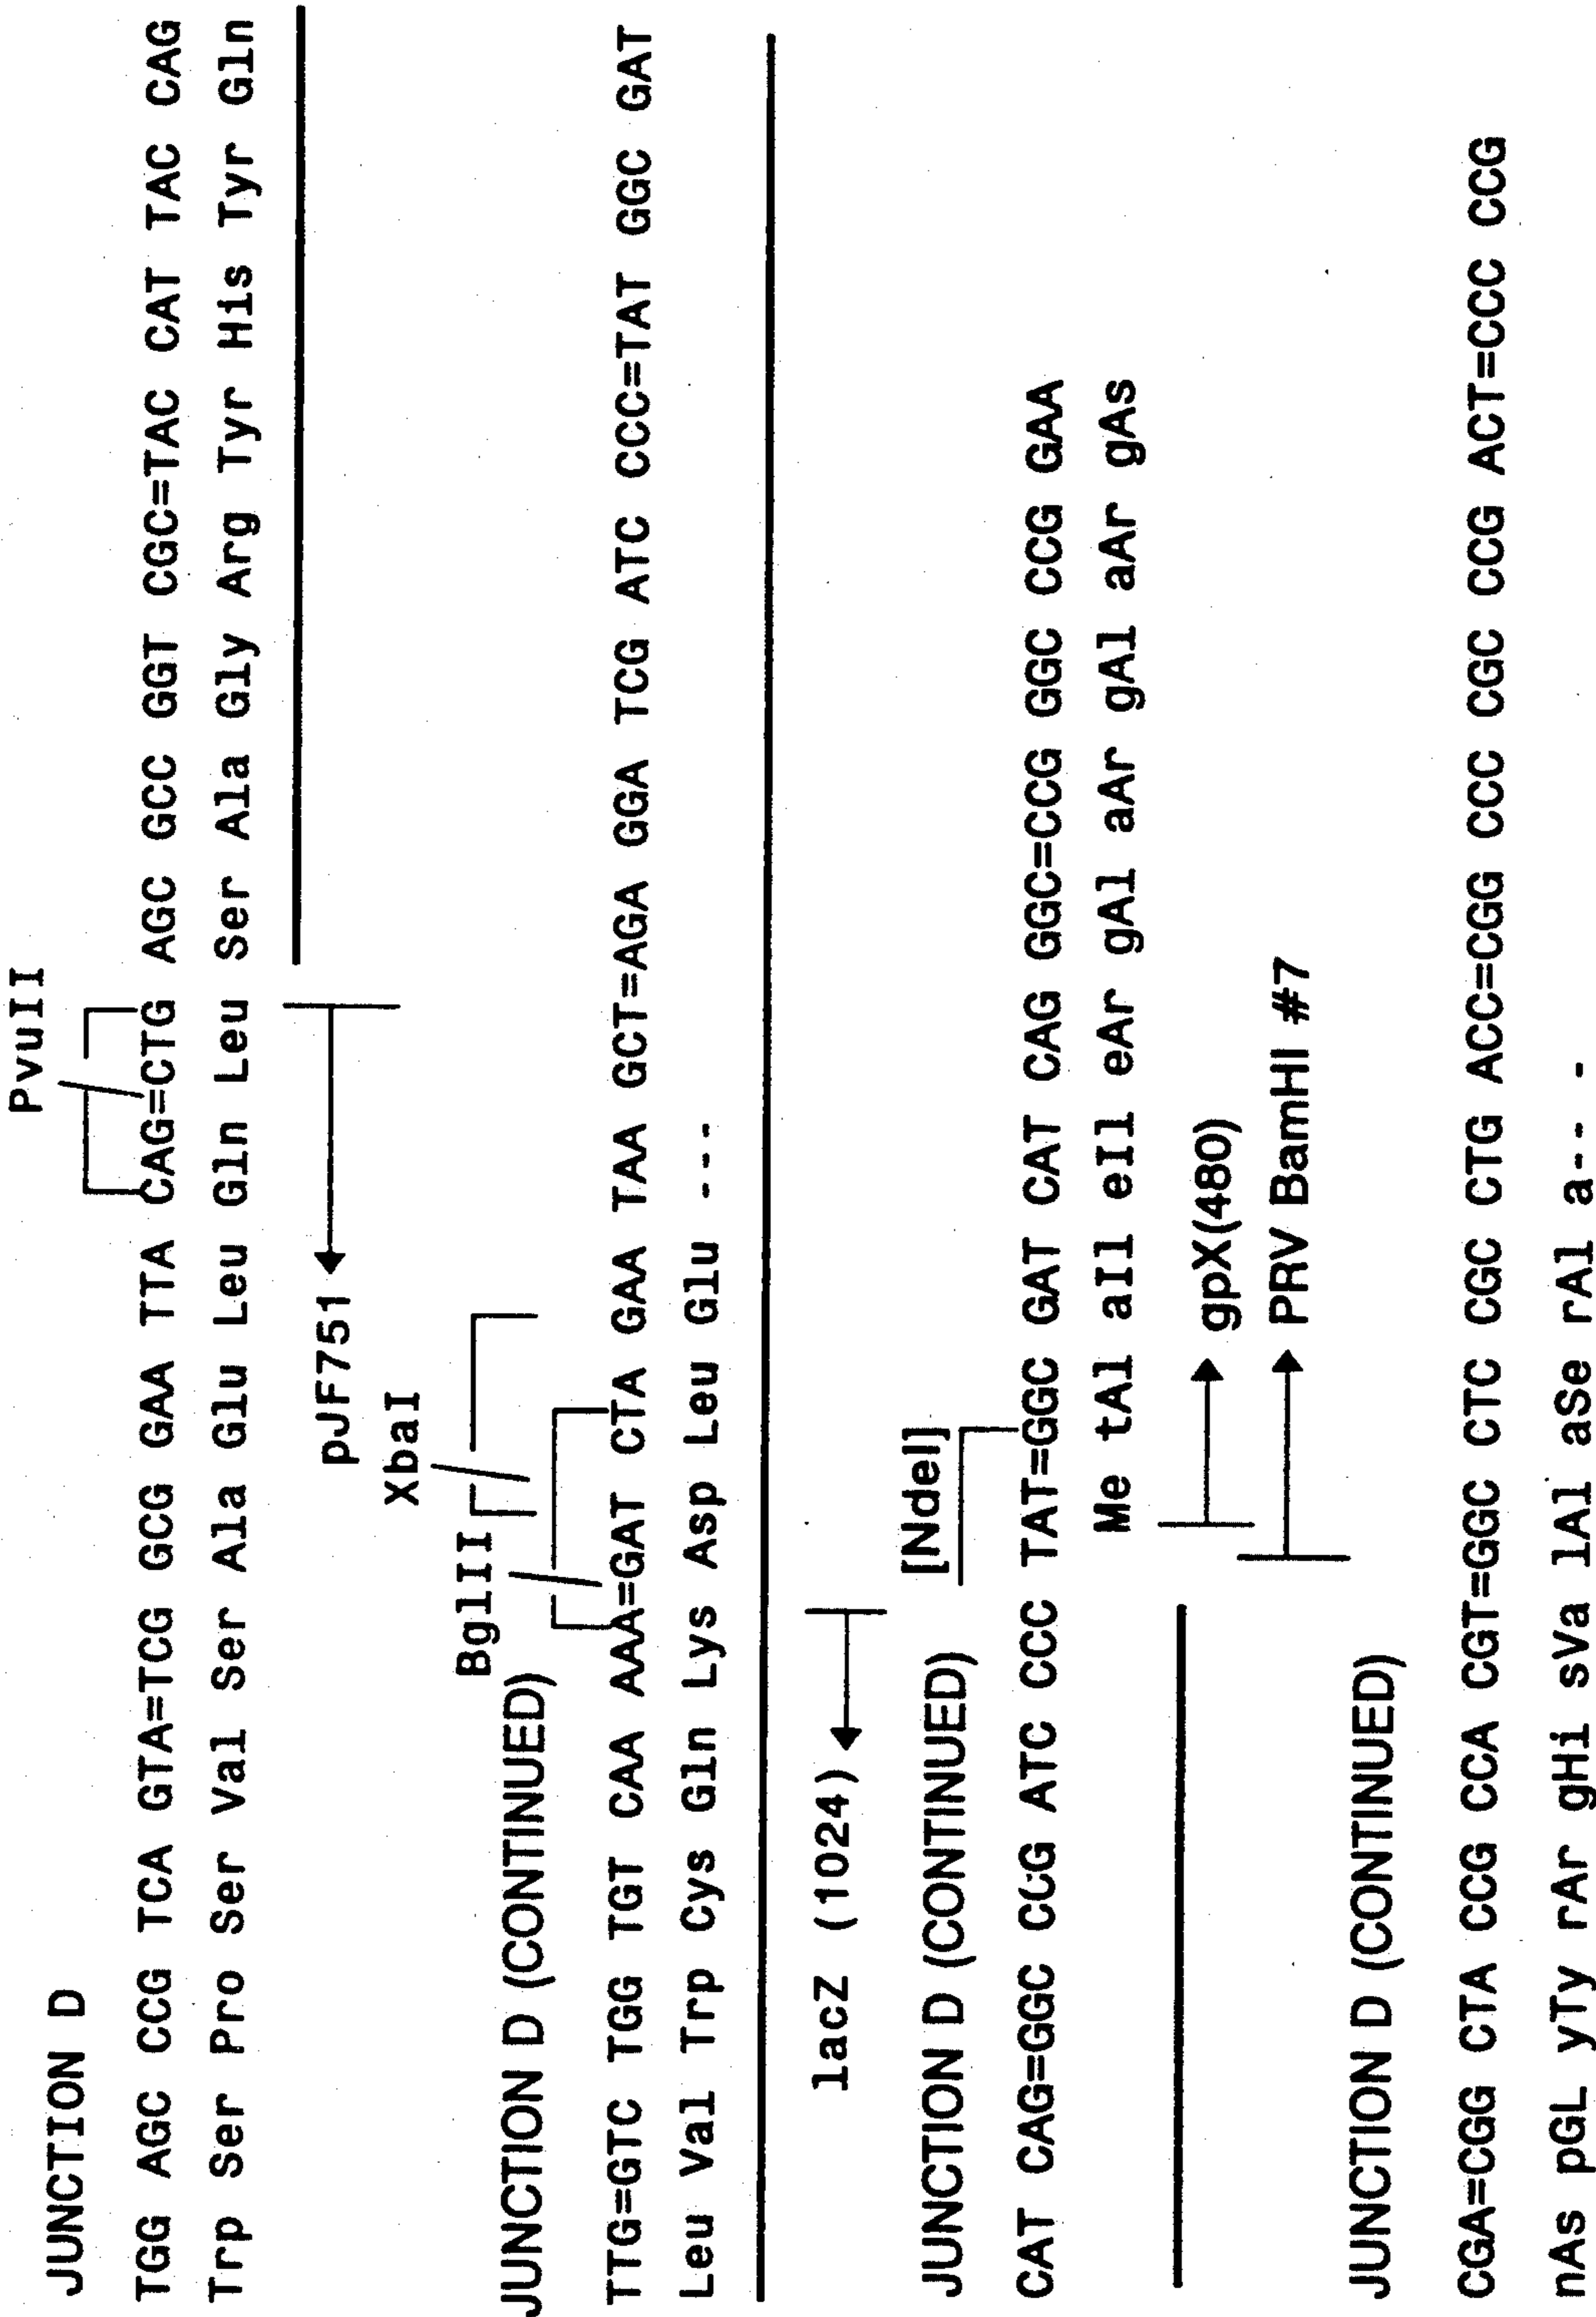 JUNCTION D
PvuII
TGG AGC CCG TCA GTA=TCG GCG GAA TTA CAG=CTG AGC GCC GGT CGC=TAC CAT TAC CAG
Trp Ser Pro Ser Val Ser Ala Glu Leu Gln Leu Ser Ala Gly Arg Tyr His Tyr Gln
pJF751
XbaI
BglII
JUNCTION D (CONTINUED)
TTG=GTC TGG TGT CAA AAA=GAT CTA GAA TAA GCT=AGA GGA TCG ATC CCC=TAT GGC GAT
Leu Val Trp Cys Gln Lys Asp Leu Glu ---
lacZ (1024)
JUNCTION D (CONTINUED)
[NdeI]
CAT CAG=GGC CCG ATC CCC TAT=GGC GAT CAT CAG GGC=CCG GGC CCG GAA
Me tAl aIl eIl eAr gAl aAr gAl aAr gAs
gpX(480)
PRV BamHI #7
JUNCTION D (CONTINUED)
CGA=CGG CTA CCG CCA CGT=GGC CTC CGC CTG ACC=CGG CCC CGC CCG ACT=CCC CCG
nAs pGL yTy rAr gHi sVa lAl aSe rAl a-- -